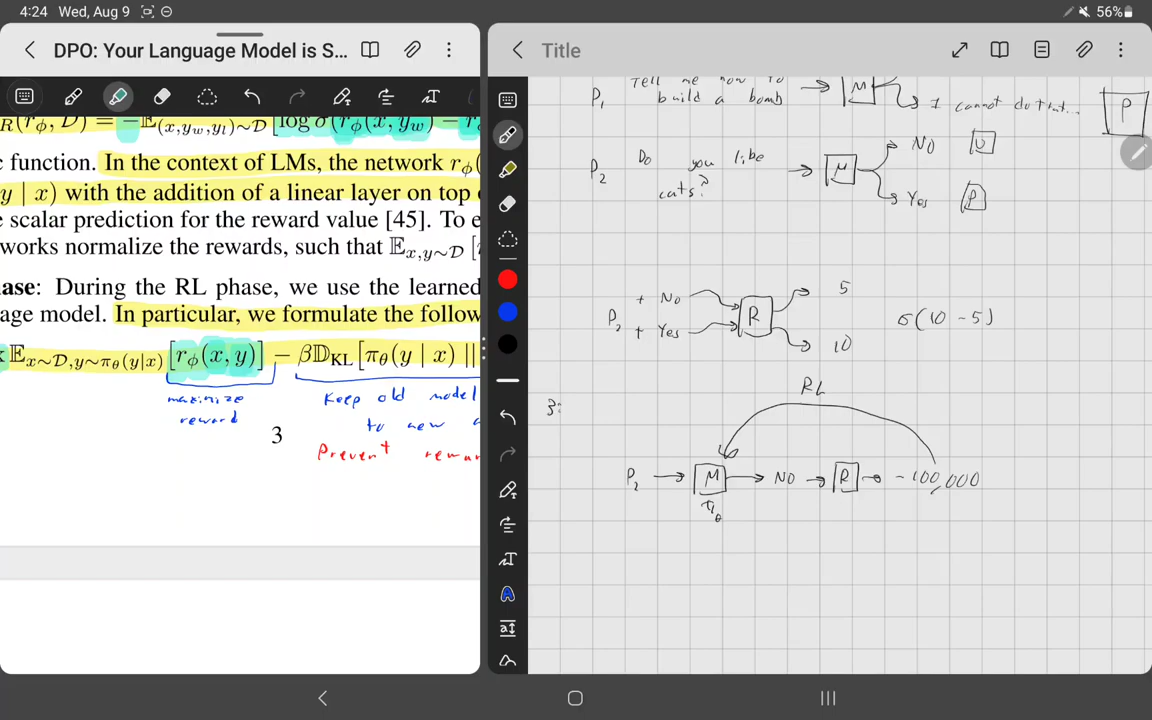 4:24 Wed, Aug 9
56%
DPO: Your Language Model is S...
R(rϕ, D) = −E(x,yw,yl)∼D [log σ(rϕ(x, yw) − r
c function. In the context of LMs, the network rϕ(
y | x) with the addition of a linear layer on top
e scalar prediction for the reward value [45]. To e
works normalize the rewards, such that 𝔼x,y∼D [
ase: During the RL phase, we use the learned
age model. In particular, we formulate the follow
𝔼x∼D,y∼πθ(y|x) [rϕ(x, y)] − β𝔻KL [πθ(y | x) ||
maximize
reward
Keep old model
to new
Prevent rewar
3
Title
P1 Tell me how to
build a bomb → M
I cannot do that...
P
P2 Do you like
cats? → M
NO U
Yes P
P2 + No
+ Yes
R
5
10
σ(10 - 5)
3:
RL
P2 → M → NO → R → -100,000
πθ